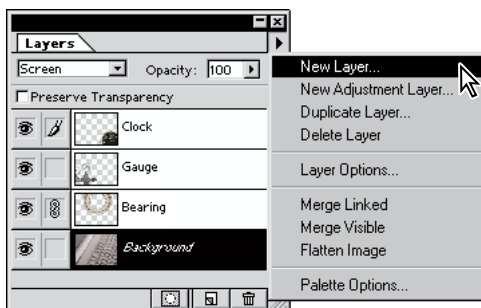 Layers
Screen Opacity: 100
Preserve Transparency
Clock
Gauge
Bearing
Background
New Layer...
New Adjustment Layer...
Duplicate Layer...
Delete Layer
Layer Options...
Merge Linked
Merge Visible
Flatten Image
Palette Options...